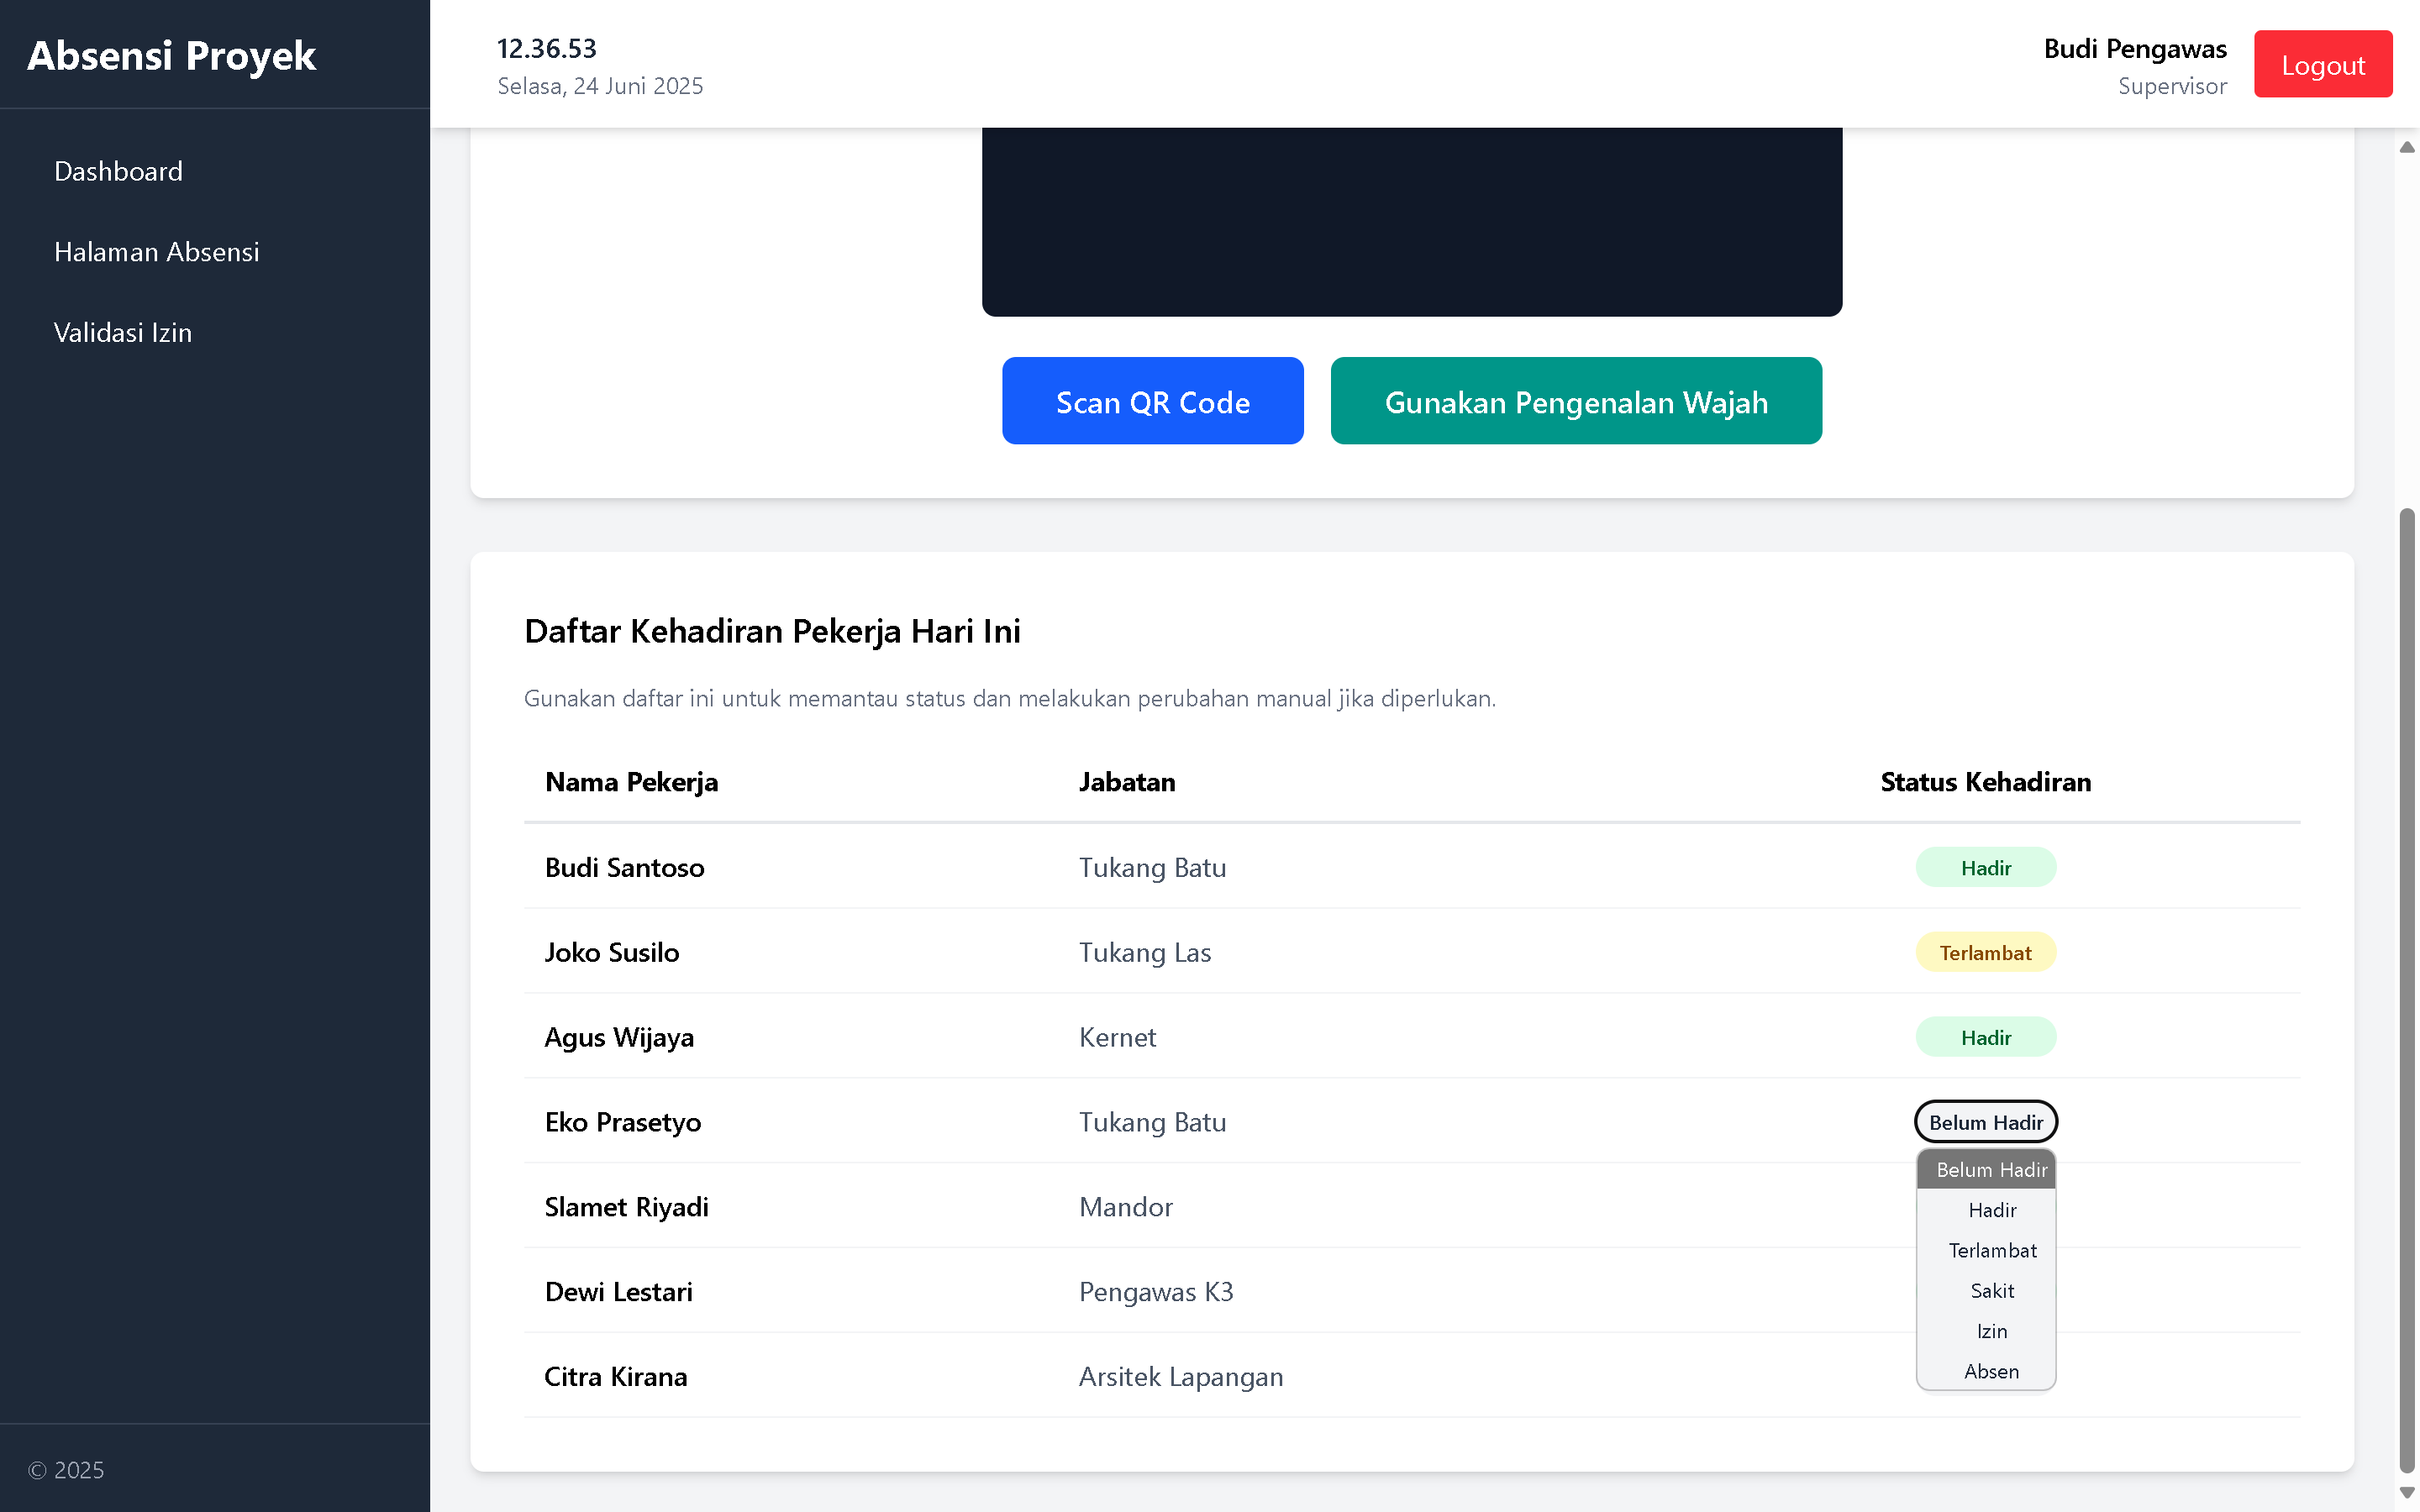 Absensi Proyek
Dashboard
Halaman Absensi
Validasi Izin
© 2025
12.36.53
Selasa, 24 Juni 2025
Budi Pengawas
Supervisor
Logout
Scan QR Code
Gunakan Pengenalan Wajah
Daftar Kehadiran Pekerja Hari Ini
Gunakan daftar ini untuk memantau status dan melakukan perubahan manual jika diperlukan.
Nama Pekerja Jabatan Status Kehadiran
Budi Santoso Tukang Batu Hadir
Joko Susilo Tukang Las Terlambat
Agus Wijaya Kernet Hadir
Eko Prasetyo Tukang Batu Belum Hadir
Belum Hadir
Hadir
Terlambat
Sakit
Izin
Absen
Slamet Riyadi Mandor
Dewi Lestari Pengawas K3
Citra Kirana Arsitek Lapangan